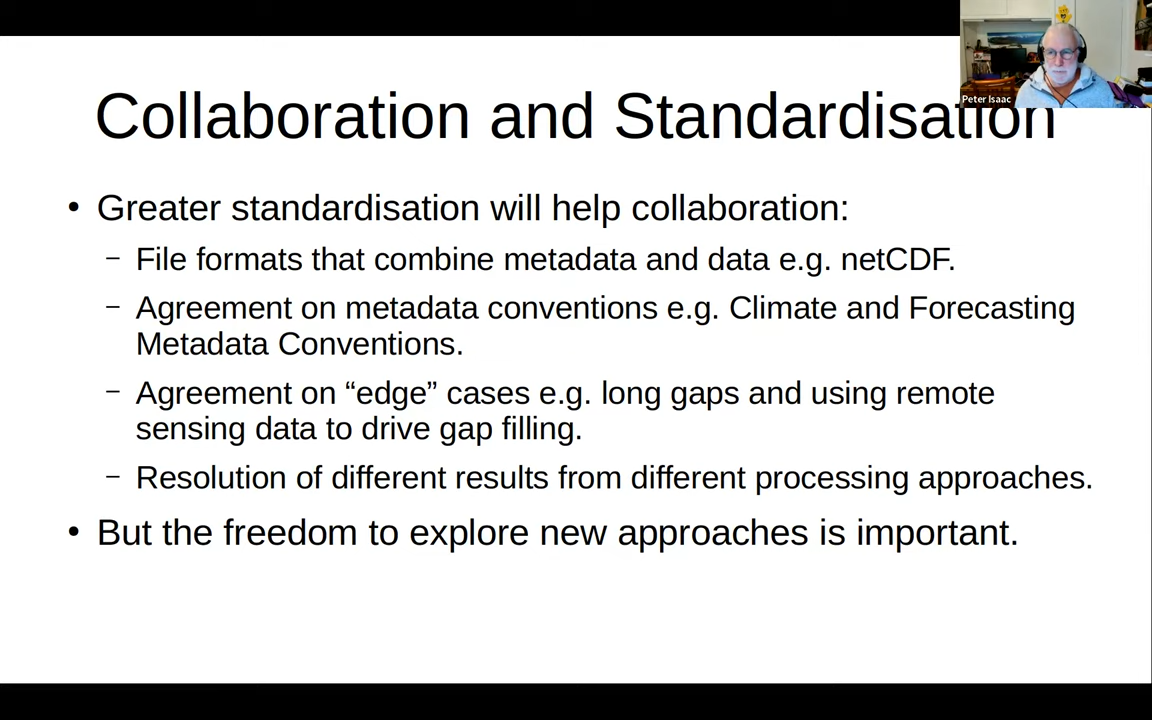 Peter Isaac
Collaboration and Standardisation
• Greater standardisation will help collaboration:
– File formats that combine metadata and data e.g. netCDF.
– Agreement on metadata conventions e.g. Climate and Forecasting
Metadata Conventions.
– Agreement on “edge” cases e.g. long gaps and using remote
sensing data to drive gap filling.
– Resolution of different results from different processing approaches.
• But the freedom to explore new approaches is important.